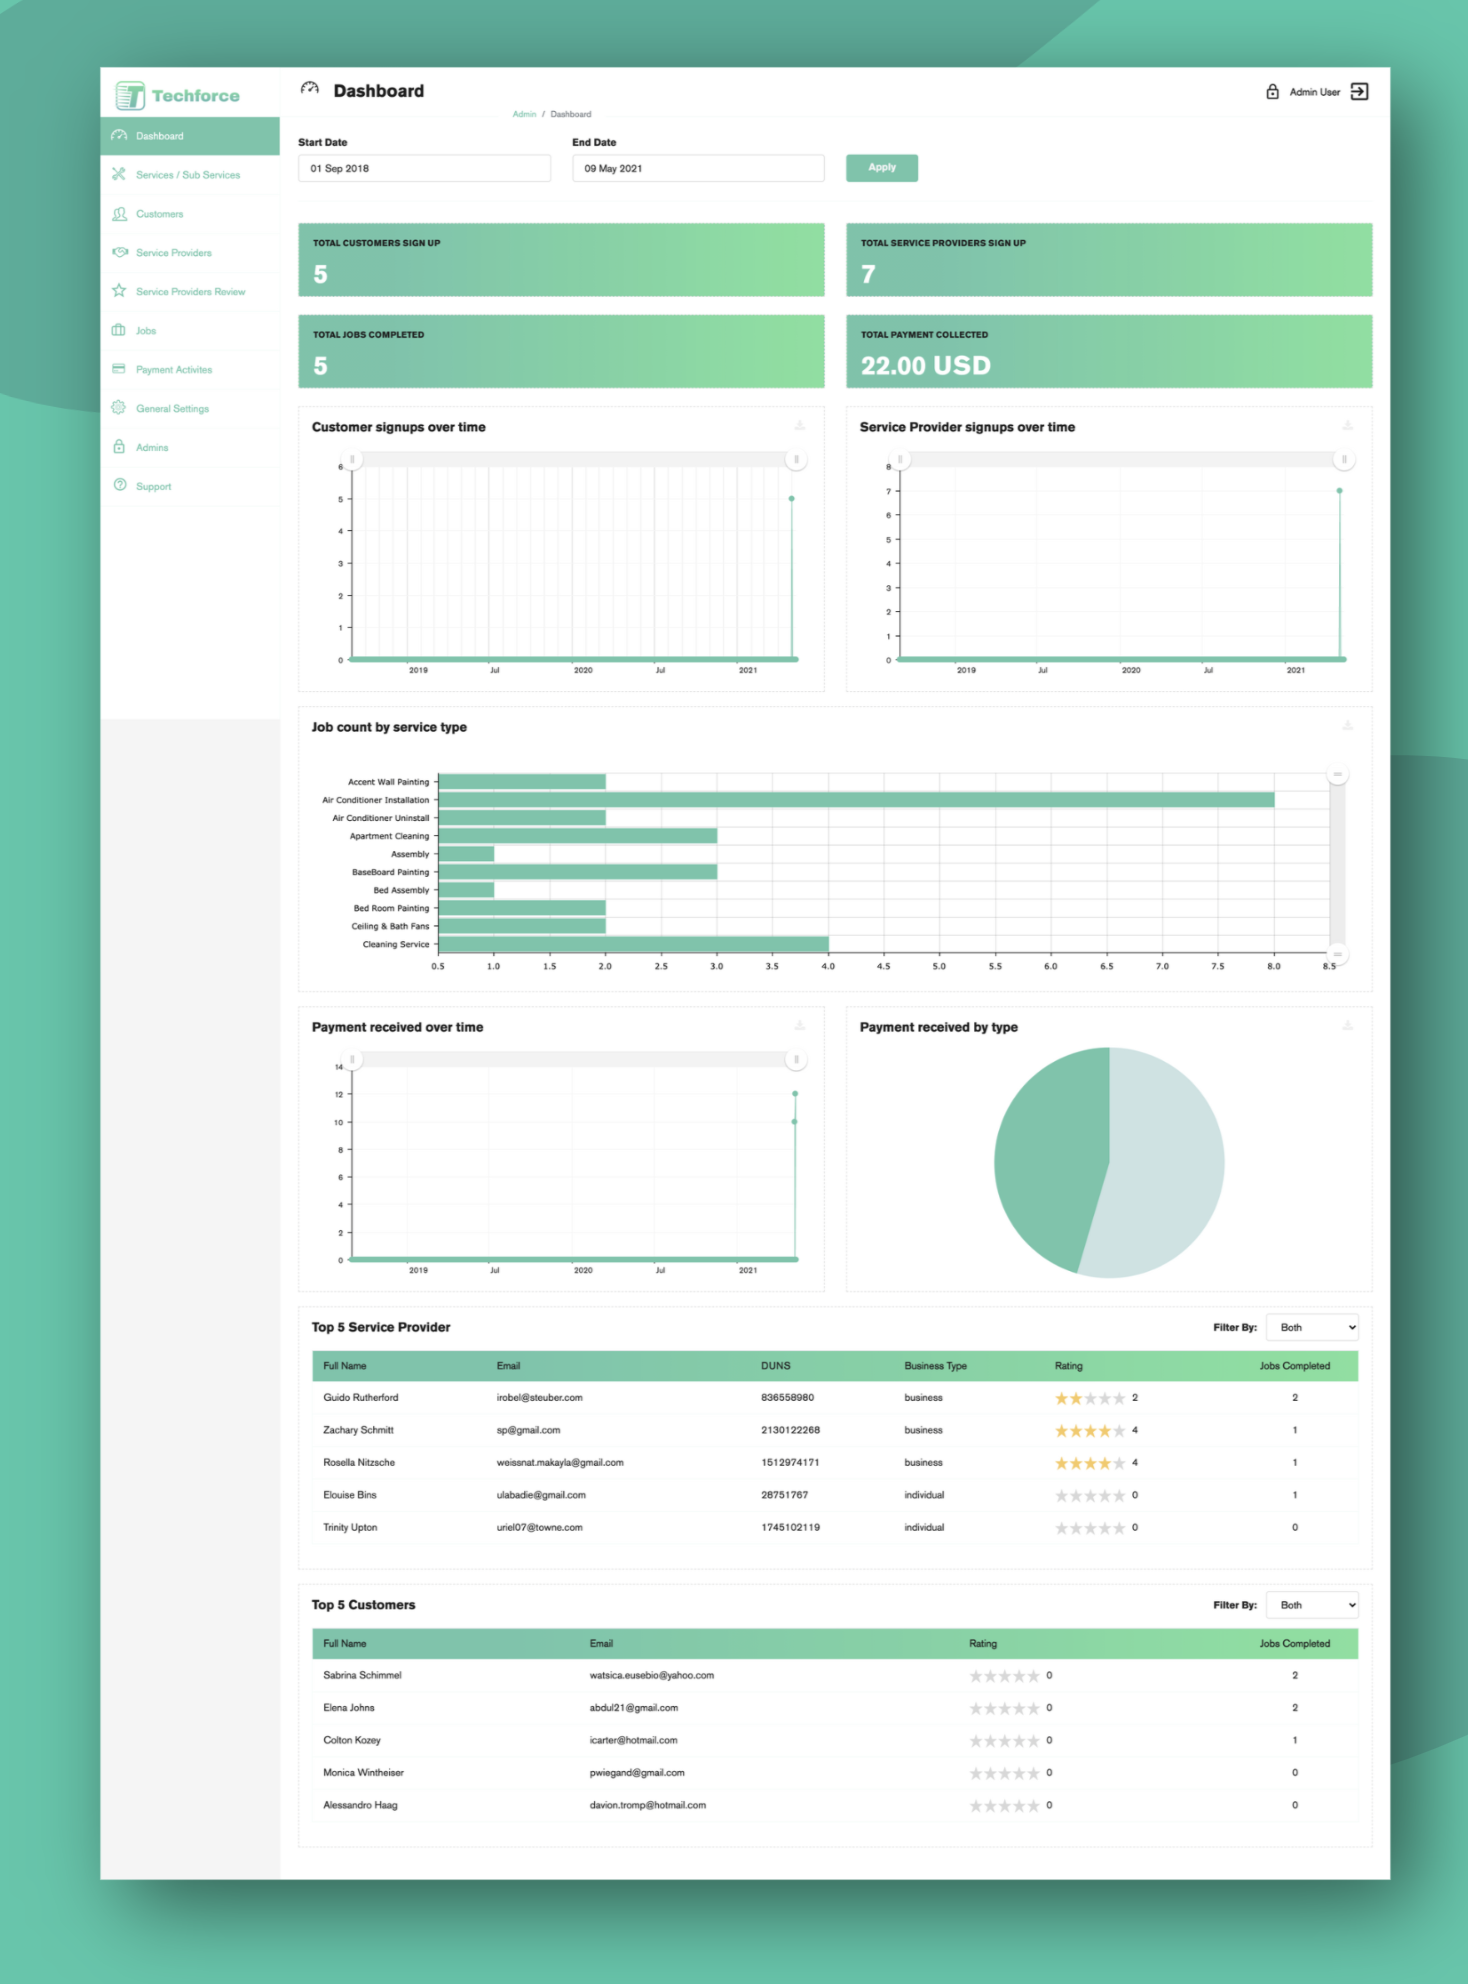 Techforce
Dashboard
Admin User
Admin / Dashboard
Dashboard
Services / Sub Services
Customers
Service Providers
Service Providers Review
Jobs
Payment Activites
General Settings
Admins
Support
Start Date
End Date
01 Sep 2018
09 May 2021
Apply
TOTAL CUSTOMERS SIGN UP
5
TOTAL SERVICE PROVIDERS SIGN UP
7
TOTAL JOBS COMPLETED
5
TOTAL PAYMENT COLLECTED
22.00 USD
Customer signups over time
6
5
4
3
2
1
0
2019 Jul 2020 Jul 2021
Service Provider signups over time
8
7
6
5
4
3
2
1
0
2019 Jul 2020 Jul 2021
Job count by service type
Accent Wall Painting
Air Conditioner Installation
Air Conditioner Uninstall
Apartment Cleaning
Assembly
BaseBoard Painting
Bed Assembly
Bed Room Painting
Ceiling & Bath Fans
Cleaning Service
0.5 1.0 1.5 2.0 2.5 3.0 3.5 4.0 4.5 5.0 5.5 6.0 6.5 7.0 7.5 8.0 8.5
Payment received over time
14
12
10
8
6
4
2
0
2019 Jul 2020 Jul 2021
Payment received by type
Top 5 Service Provider
Filter By: Both
Full Name Email DUNS Business Type Rating Jobs Completed
Guido Rutherford irobel@steuber.com 836558980 business 2 2
Zachary Schmitt sp@gmail.com 2130122268 business 4 1
Rosella Nitzsche weissnat.makayla@gmail.com 1512974171 business 4 1
Elouise Bins ulabadie@gmail.com 28751767 individual 0 1
Trinity Upton uriel07@towne.com 1745102119 individual 0 0
Top 5 Customers
Filter By: Both
Full Name Email Rating Jobs Completed
Sabrina Schimmel watsica.eusebio@yahoo.com 0 2
Elena Johns abdul21@gmail.com 0 2
Colton Kozey icarter@hotmail.com 0 1
Monica Wintheiser pwiegand@gmail.com 0 0
Alessandro Haag davion.tromp@hotmail.com 0 0